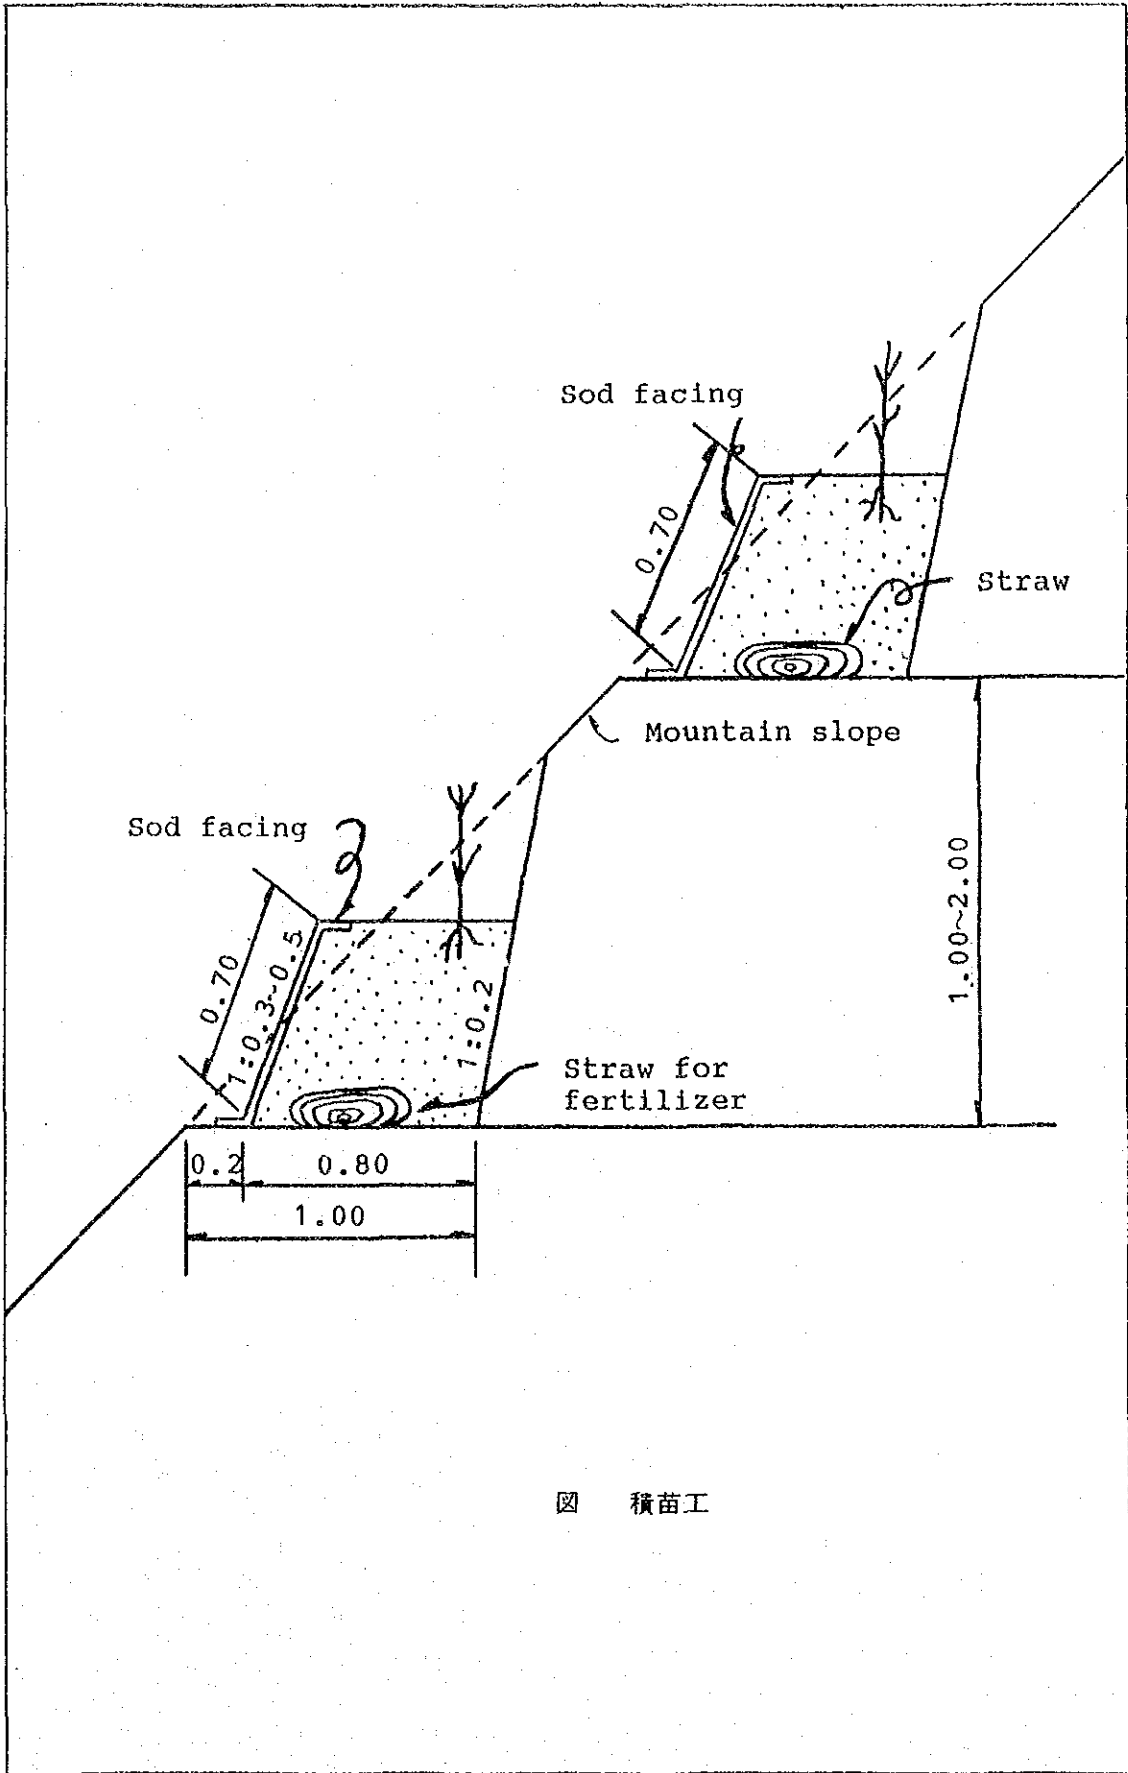 Sod facing
0.70
Straw
Mountain slope
Sod facing
0.70
1:0.3~0.5
1:0.2
1.00~2.00
Straw for
fertilizer
0.2
0.80
1.00
図 積苗工